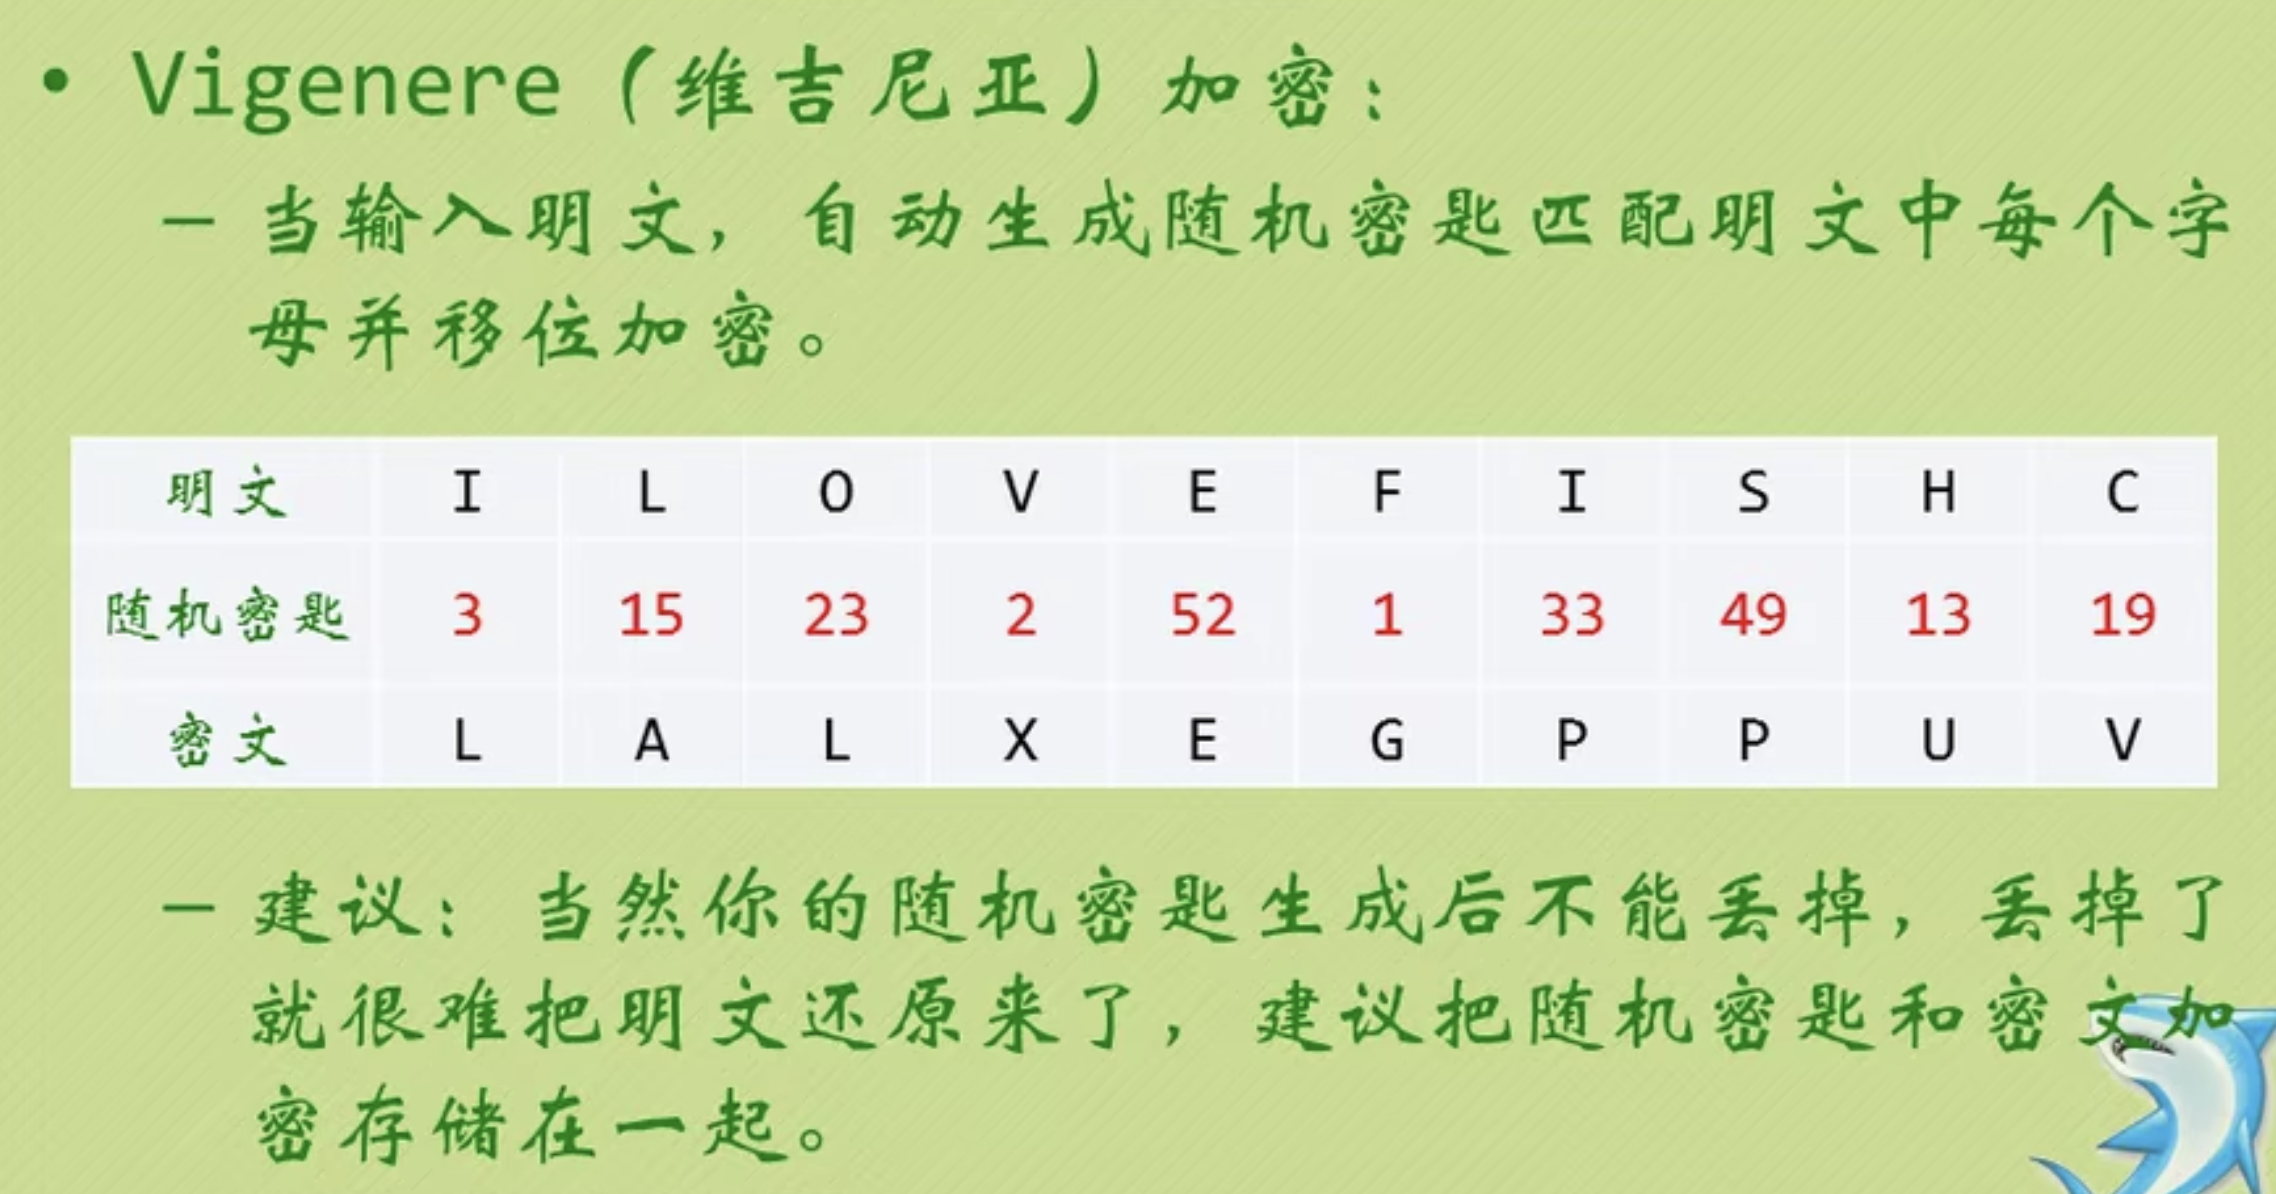 • Vigenere（维吉尼亚）加密：
– 当输入明文，自动生成随机密匙匹配明文中每个字
母并移位加密。
明文 I L O V E F I S H C
随机密匙 3 15 23 2 52 1 33 49 13 19
密文 L A L X E G P P U V
– 建议：当然你的随机密匙生成后不能丢掉，丢掉了
就很难把明文还原来了，建议把随机密匙和密文加
密存储在一起。